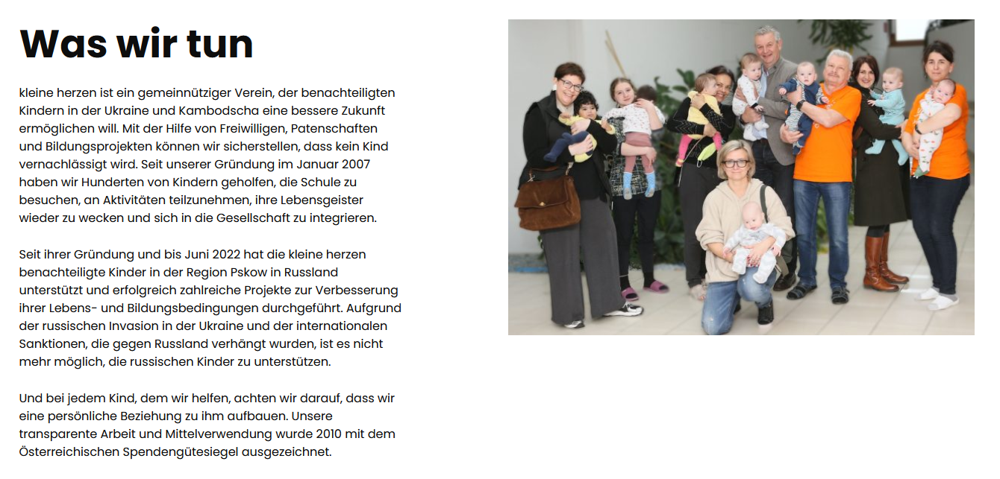 Was wir tun
kleine herzen ist ein gemeinnütziger Verein, der benachteiligten
Kindern in der Ukraine und Kambodscha eine bessere Zukunft
ermöglichen will. Mit der Hilfe von Freiwilligen, Patenschaften
und Bildungsprojekten können wir sicherstellen, dass kein Kind
vernachlässigt wird. Seit unserer Gründung im Januar 2007
haben wir Hunderten von Kindern geholfen, die Schule zu
besuchen, an Aktivitäten teilzunehmen, ihre Lebensgeister
wieder zu wecken und sich in die Gesellschaft zu integrieren.
Seit ihrer Gründung und bis Juni 2022 hat die kleine herzen
benachteiligte Kinder in der Region Pskow in Russland
unterstützt und erfolgreich zahlreiche Projekte zur Verbesserung
ihrer Lebens- und Bildungsbedingungen durchgeführt. Aufgrund
der russischen Invasion in der Ukraine und der internationalen
Sanktionen, die gegen Russland verhängt wurden, ist es nicht
mehr möglich, die russischen Kinder zu unterstützen.
Und bei jedem Kind, dem wir helfen, achten wir darauf, dass wir
eine persönliche Beziehung zu ihm aufbauen. Unsere
transparente Arbeit und Mittelverwendung wurde 2010 mit dem
Österreichischen Spendengütesiegel ausgezeichnet.